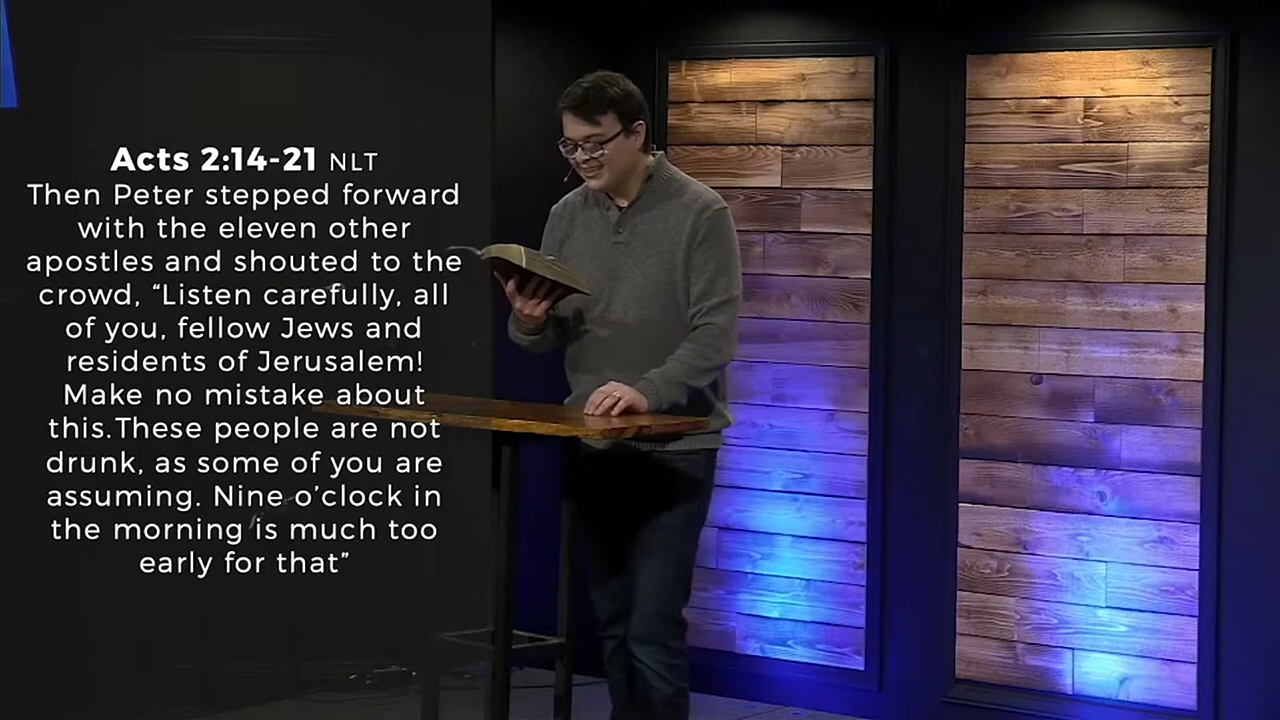 Acts 2:14-21 NLT
Then Peter stepped forward
with the eleven other
apostles and shouted to the
crowd, “Listen carefully, all
of you, fellow Jews and
residents of Jerusalem!
Make no mistake about
this.These people are not
drunk, as some of you are
assuming. Nine o’clock in
the morning is much too
early for that”